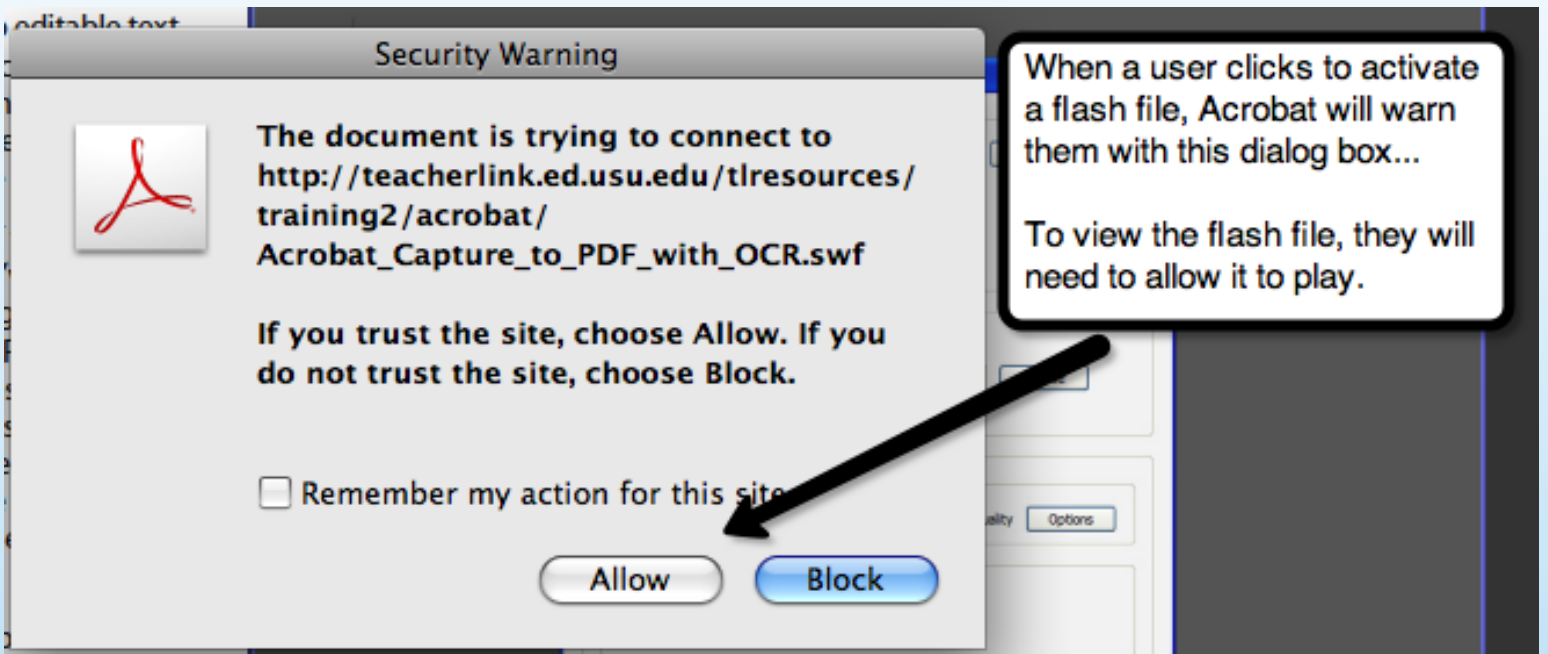 editable text
Security Warning
The document is trying to connect to
http://teacherlink.ed.usu.edu/tlresources/
training2/acrobat/
Acrobat_Capture_to_PDF_with_OCR.swf
If you trust the site, choose Allow. If you
do not trust the site, choose Block.
Remember my action for this site
Allow
Block
When a user clicks to activate
a flash file, Acrobat will warn
them with this dialog box...
To view the flash file, they will
need to allow it to play.
Options